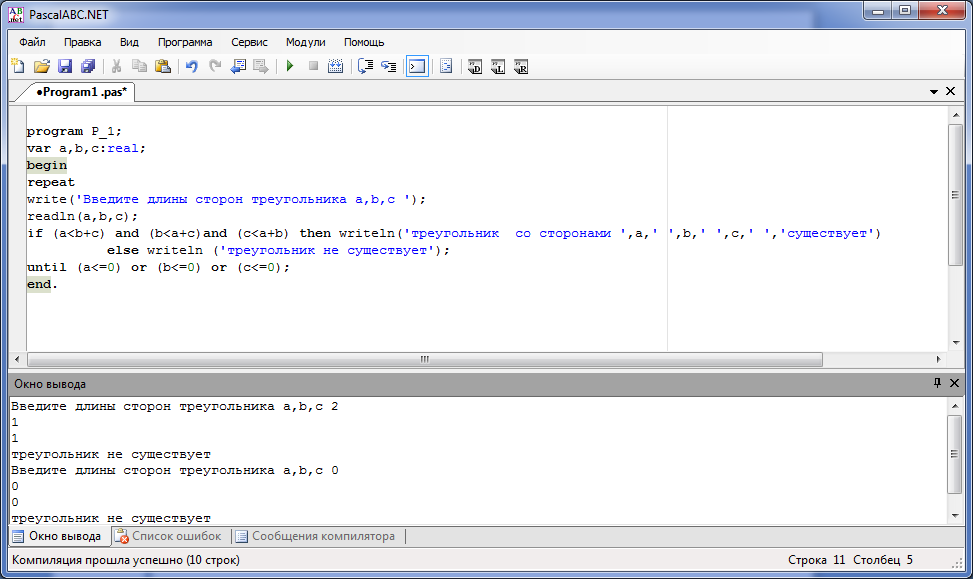 PascalABC.NET
Файл Правка Вид Программа Сервис Модули Помощь
•Program1 .pas*
program P_1;
var a,b,c:real;
begin
repeat
write('Введите длины сторон треугольника a,b,c ');
readln(a,b,c);
if (a<b+c) and (b<a+c)and (c<a+b) then writeln('треугольник  со сторонами ',a,' ',b,' ',c,' ','существует')
else writeln ('треугольник не существует');
until (a<=0) or (b<=0) or (c<=0);
end.
Окно вывода
Введите длины сторон треугольника a,b,c 2
1
1
треугольник не существует
Введите длины сторон треугольника a,b,c 0
0
0
треугольник не существует
Окно вывода Список ошибок Сообщения компилятора
Компиляция прошла успешно (10 строк) Строка 11 Столбец 5